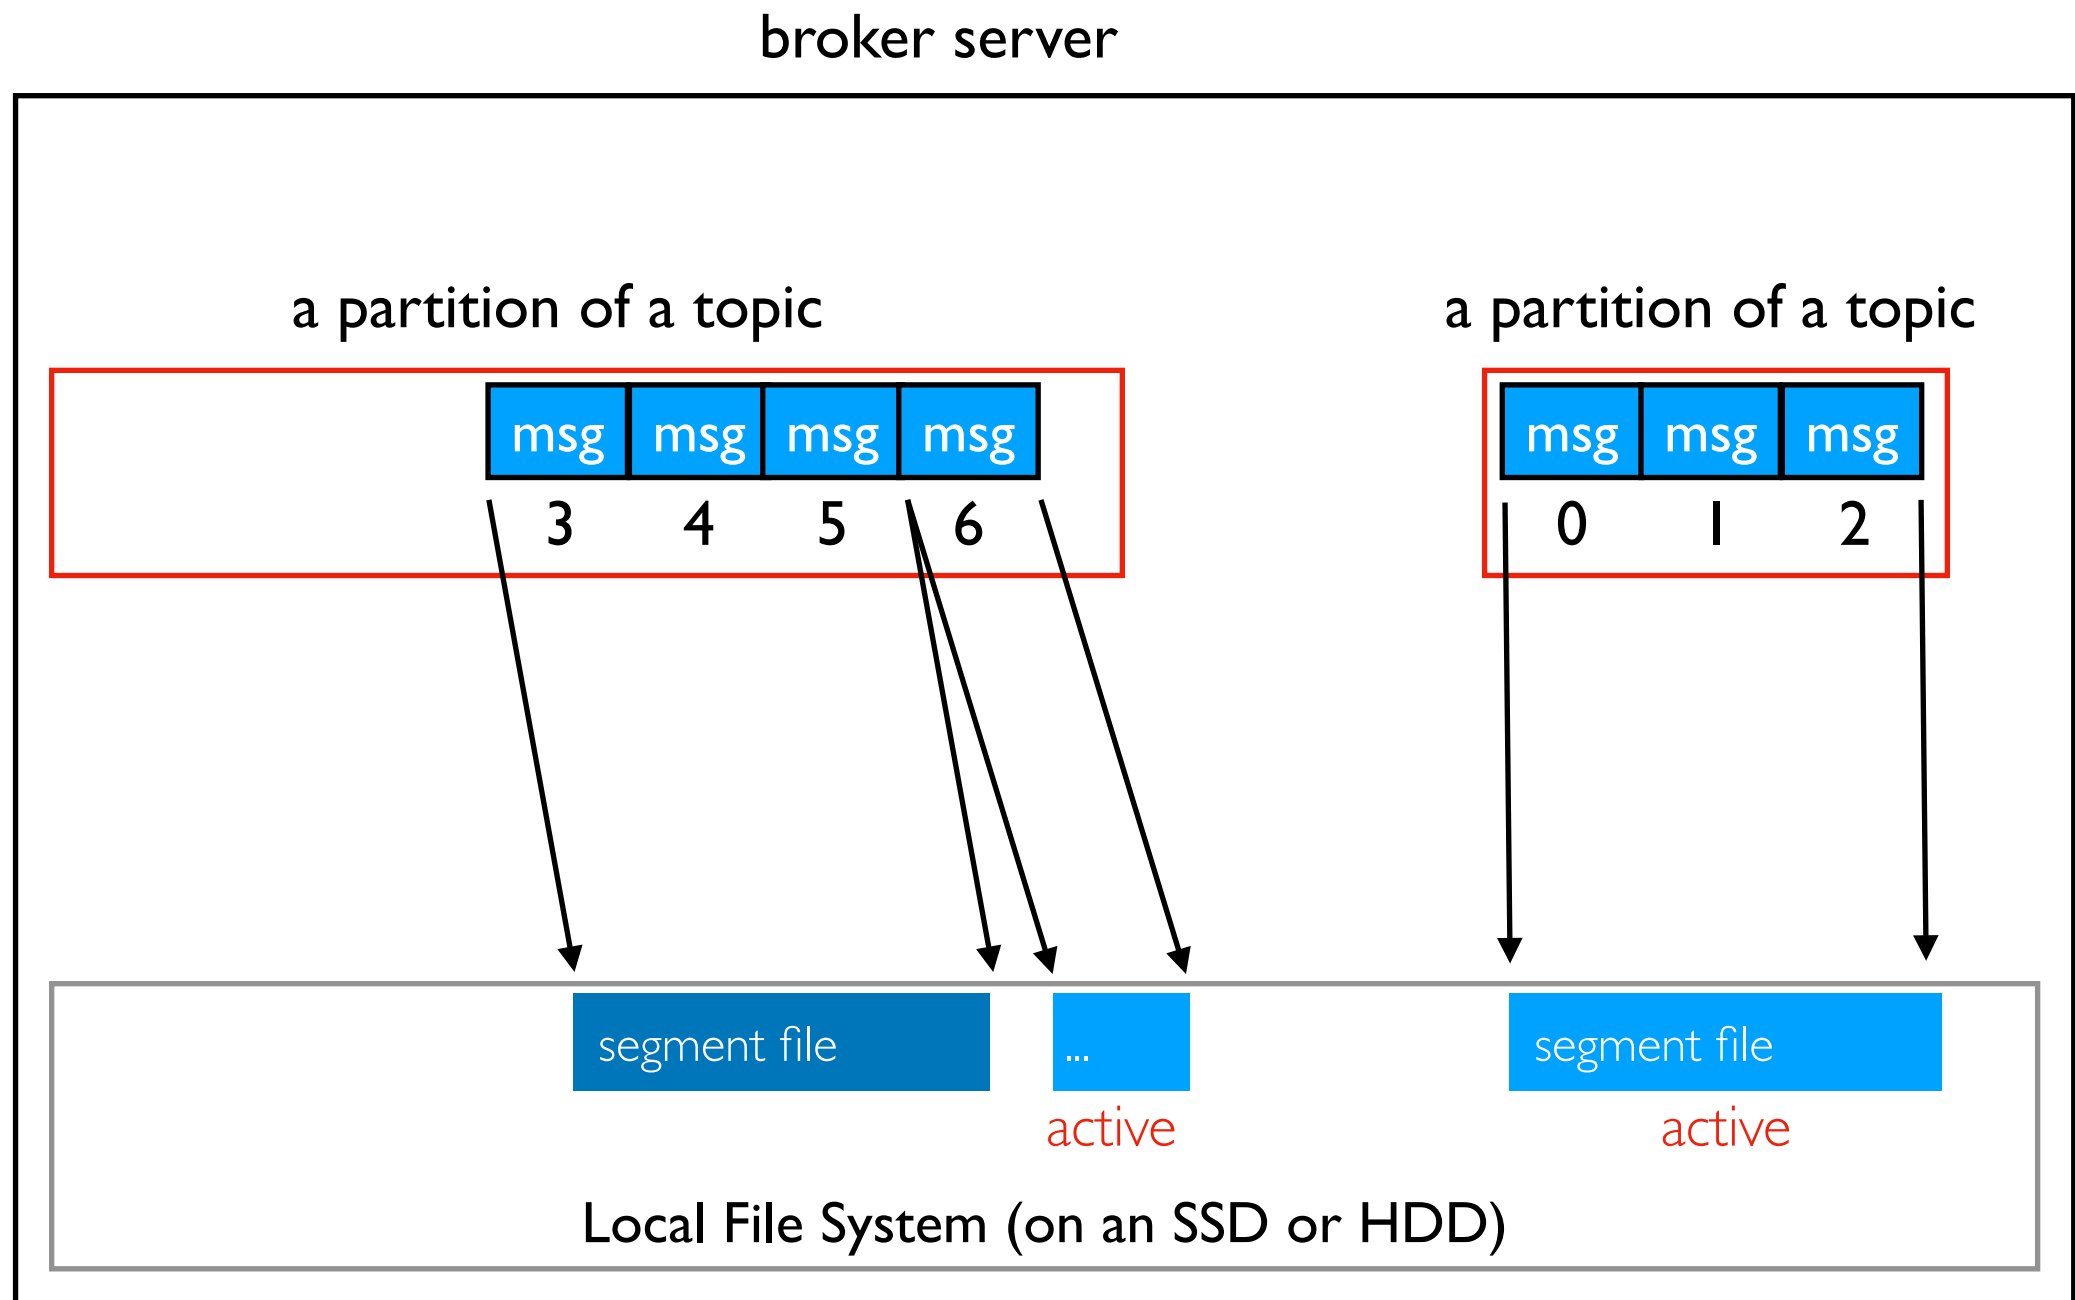 broker server
a partition of a topic
a partition of a topic
msg msg msg msg
msg msg msg
3 4 5 6
0 1 2
segment file
...
segment file
active
active
Local File System (on an SSD or HDD)